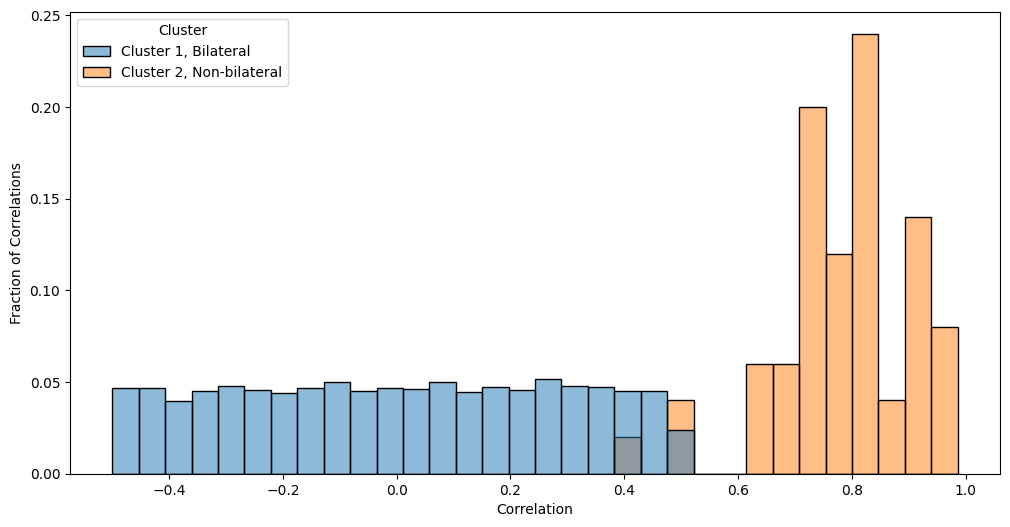 Cluster
Cluster 1, Bilateral
Cluster 2, Non-bilateral
0.25
0.20
0.15
0.10
0.05
0.00
Fraction of Correlations
−0.4
−0.2
0.0
0.2
0.4
0.6
0.8
1.0
Correlation